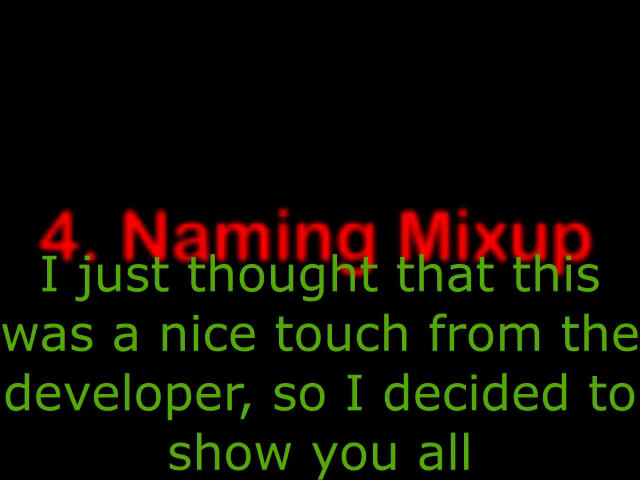 4. Naming Mixup
I just thought that this
was a nice touch from the
developer, so I decided to
show you all